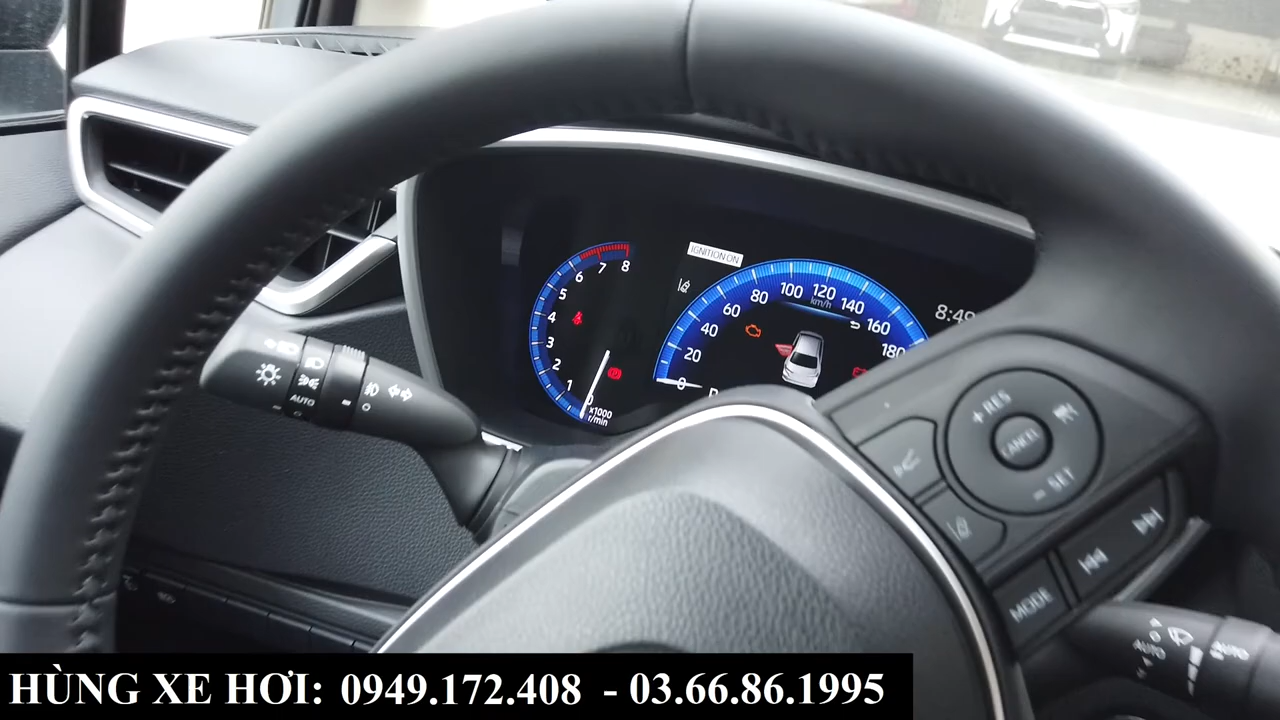 IGNITION ON
8
7
6
5
4
3
2
1
0
x1000
r/min
0
20
40
60
80
100
120
140
160
180
km/h
8:49
+ RES
CANCEL
- SET
AUTO
MODE
AUTO
AUTO
HÙNG XE HƠI: 0949.172.408 - 03.66.86.1995